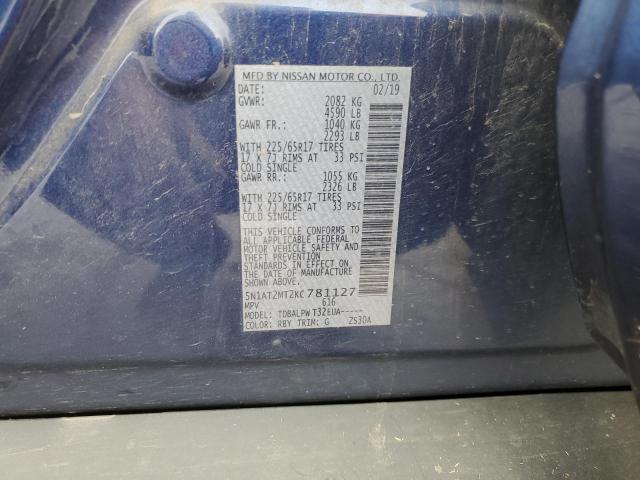 MFD BY NISSAN MOTOR CO., LTD.
DATE: 02/19
GVWR: 2082 KG
4590 LB
GAWR FR.: 1040 KG
2293 LB
WITH 225/65R17 TIRES
17 X 7J RIMS AT 33 PSI
COLD SINGLE
GAWR RR.: 1055 KG
2326 LB
WITH 225/65R17 TIRES
17 X 7J RIMS AT 33 PSI
COLD SINGLE
THIS VEHICLE CONFORMS TO
ALL APPLICABLE FEDERAL
MOTOR VEHICLE SAFETY AND
THEFT PREVENTION
STANDARDS IN EFFECT ON
THE DATE OF MANUFACTURE
SHOWN ABOVE.
5N1AT2MT2KC781127
MPV 616
MODEL: TDBALPWT32EUA-----
COLOR: RBY TRIM: G ZS30A